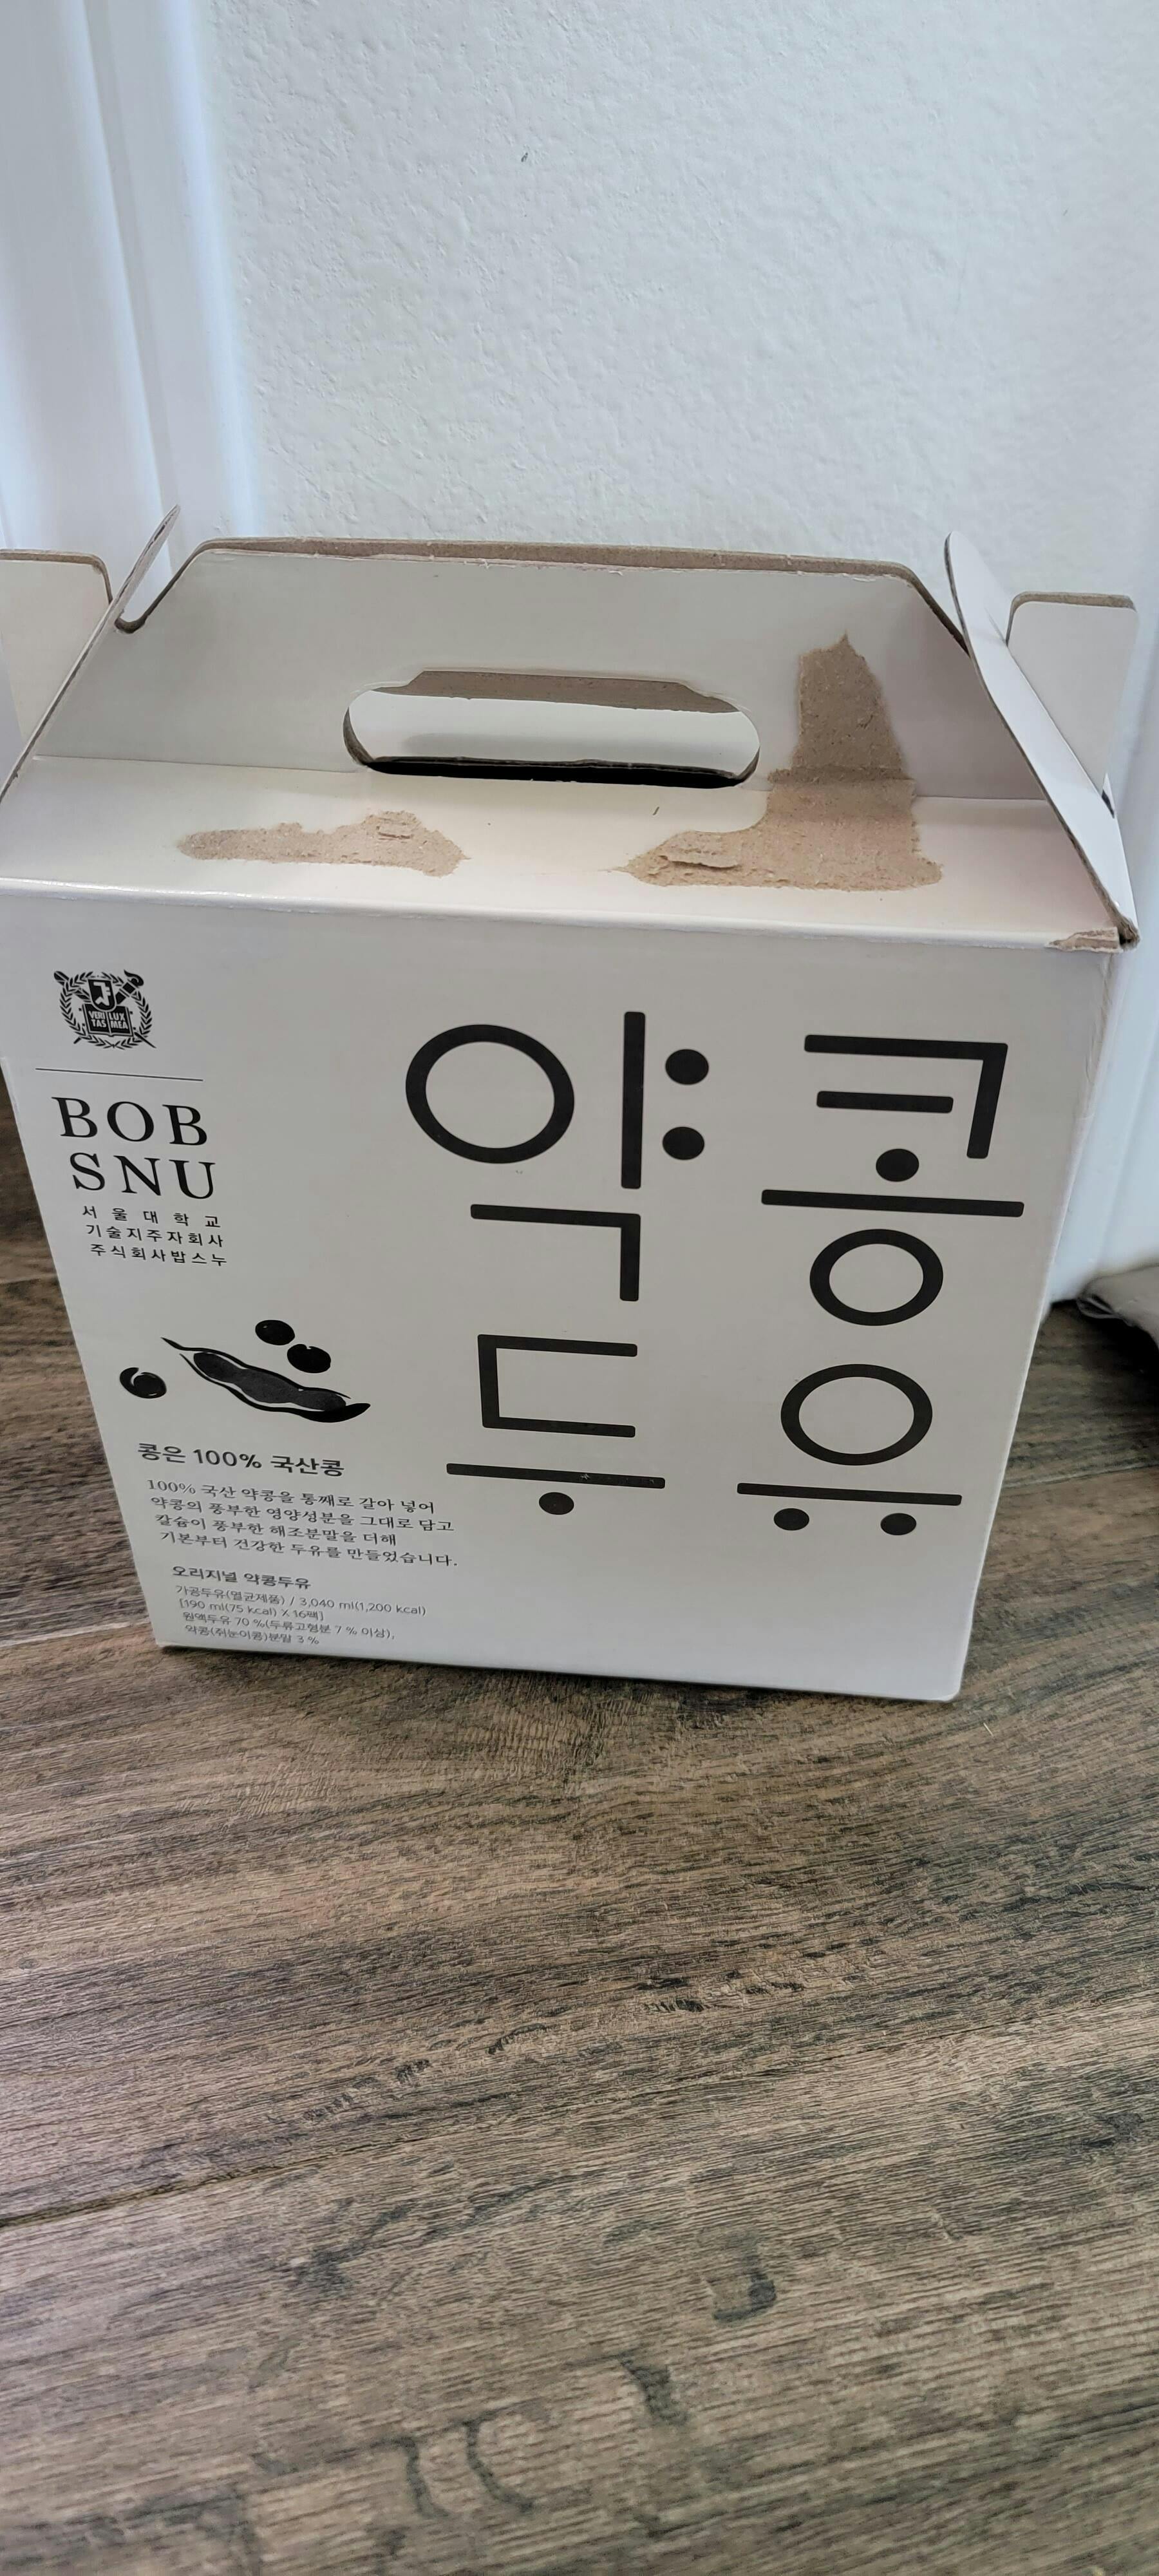 VERI LUX
TAS MEA
BOB
SNU
서울대학교
기술지주자회사
주식회사밥스누
약콩
두유
콩은 100% 국산콩
100% 국산 약콩을 통째로 갈아 넣어
약콩의 풍부한 영양성분을 그대로 담고
칼슘이 풍부한 해조분말을 더해
기본부터 건강한 두유를 만들었습니다.
오리지널 약콩두유
가공두유(멸균제품) / 3,040 ml(1,200 kcal)
[190 ml(75 kcal) X 16팩]
원액두유 70 %(두류고형분 7 % 이상),
약콩(쥐눈이콩)분말 3 %